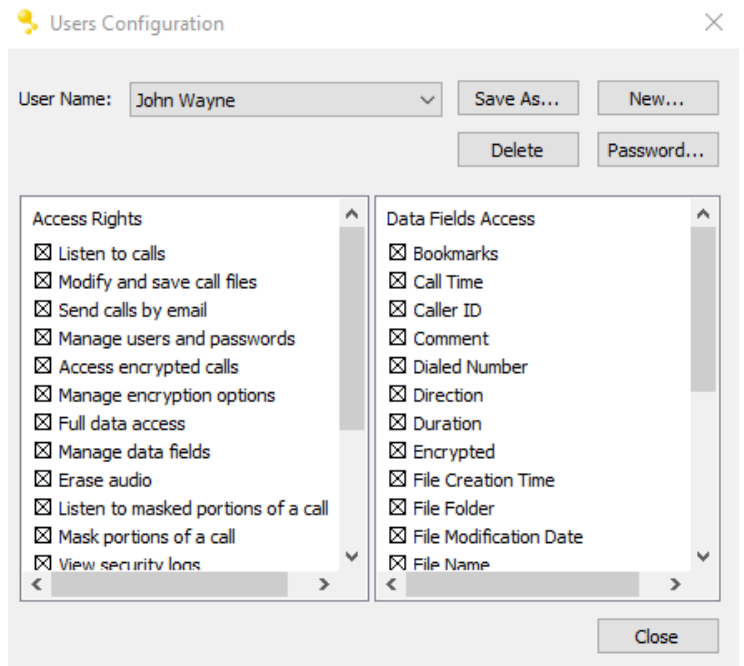 Users Configuration
User Name: John Wayne Save As... New...
Delete Password...
Access Rights
Listen to calls
Modify and save call files
Send calls by email
Manage users and passwords
Access encrypted calls
Manage encryption options
Full data access
Manage data fields
Erase audio
Listen to masked portions of a call
Mask portions of a call
View security logs
Data Fields Access
Bookmarks
Call Time
Caller ID
Comment
Dialed Number
Direction
Duration
Encrypted
File Creation Time
File Folder
File Modification Date
File Name
Close